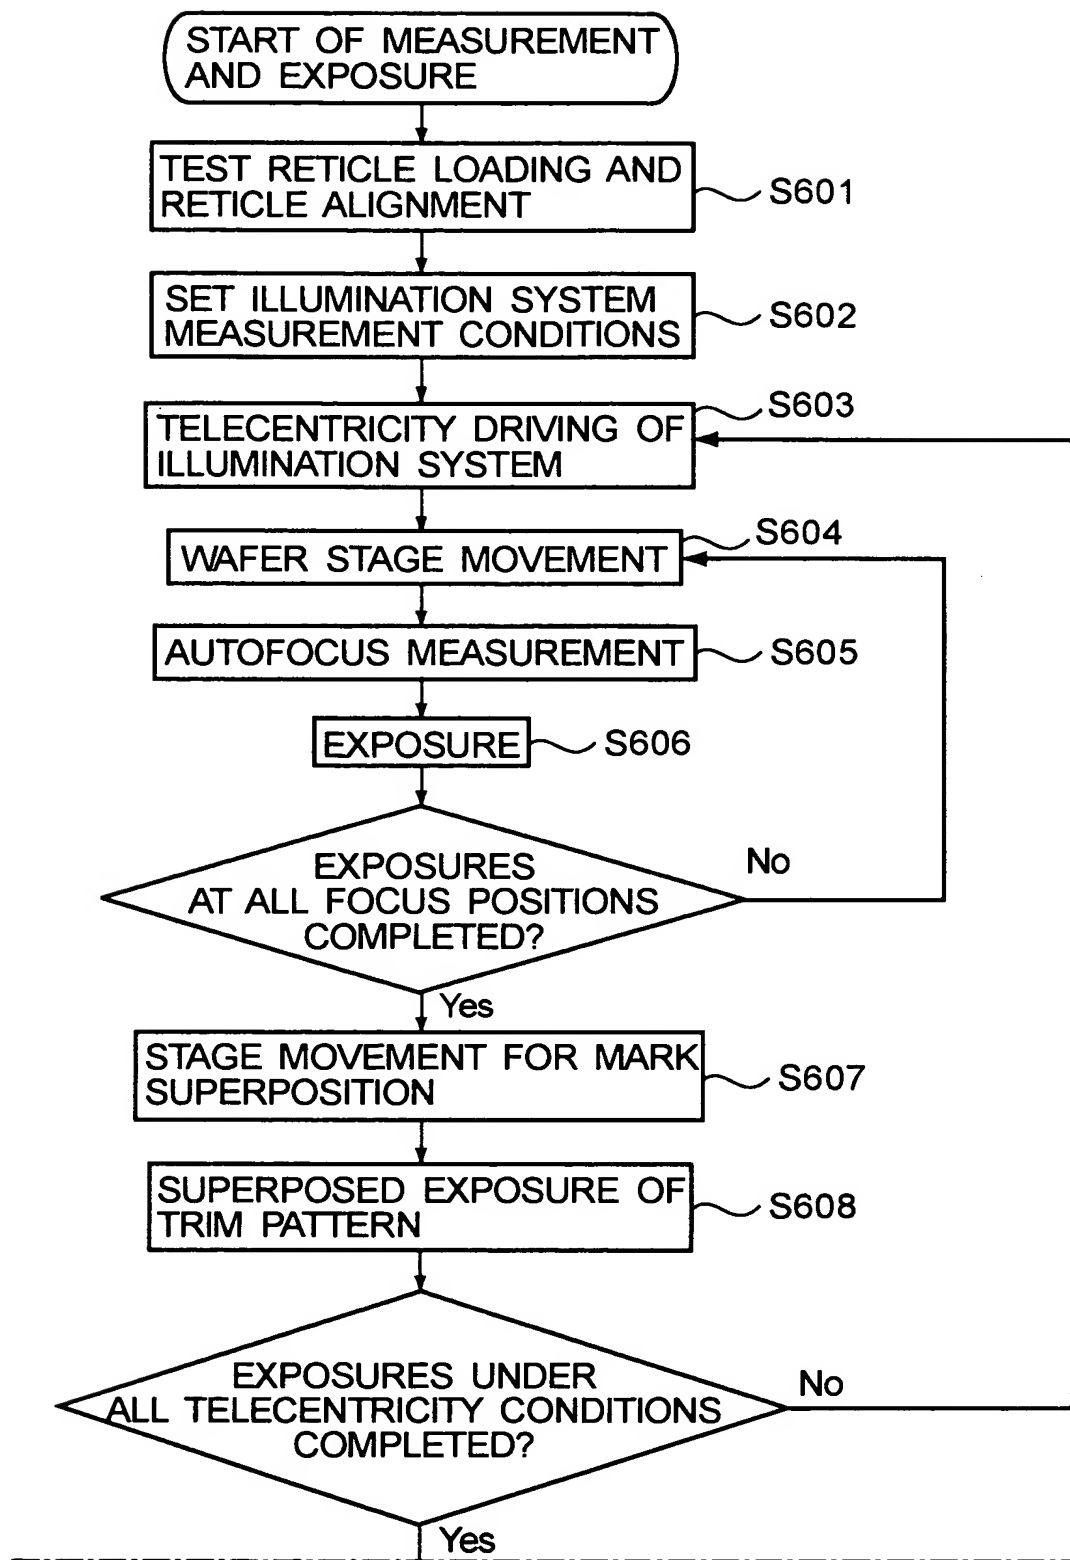 START OF MEASUREMENT
AND EXPOSURE
TEST RETICLE LOADING AND
RETICLE ALIGNMENT
S601
SET ILLUMINATION SYSTEM
MEASUREMENT CONDITIONS
S602
TELECENTRICITY DRIVING OF
ILLUMINATION SYSTEM
S603
WAFER STAGE MOVEMENT
S604
AUTOFOCUS MEASUREMENT
S605
EXPOSURE
S606
EXPOSURES
AT ALL FOCUS POSITIONS
COMPLETED?
No
Yes
STAGE MOVEMENT FOR MARK
SUPERPOSITION
S607
SUPERPOSED EXPOSURE OF
TRIM PATTERN
S608
EXPOSURES UNDER
ALL TELECENTRICITY CONDITIONS
COMPLETED?
No
Yes